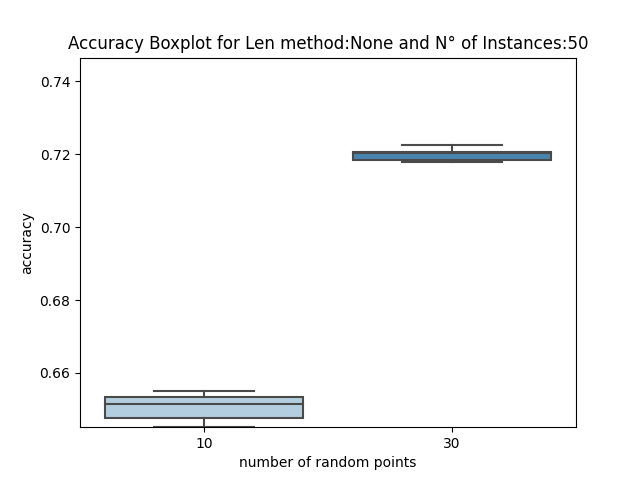 Accuracy Boxplot for Len method:None and N° of Instances:50
0.74
0.72
0.70
0.68
0.66
accuracy
10 30
number of random points